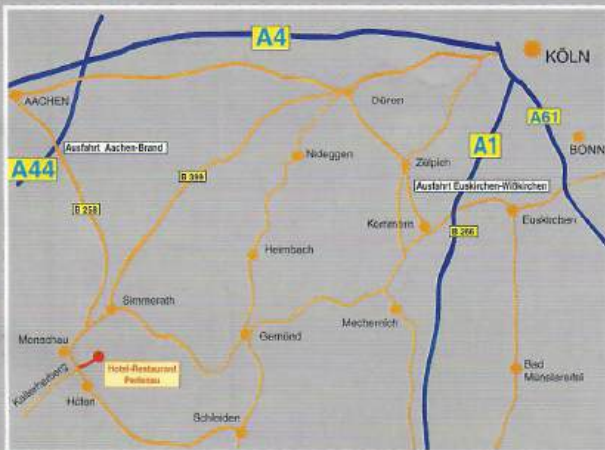 A4
KÖLN
AACHEN
Düren
A61
Ausfahrt Aachen-Brand
A1
BONN
A44
Nideggen
Zülpich
B 399
Ausfahrt Euskirchen-Wißkirchen
B 258
Kommern
Euskirchen
B 266
Heimbach
Simmerath
Mechernich
Monschau
Gemünd
Hotel-Restaurant
Perlenau
Bad
Münstereifel
Kalterherberg
Höfen
Schleiden